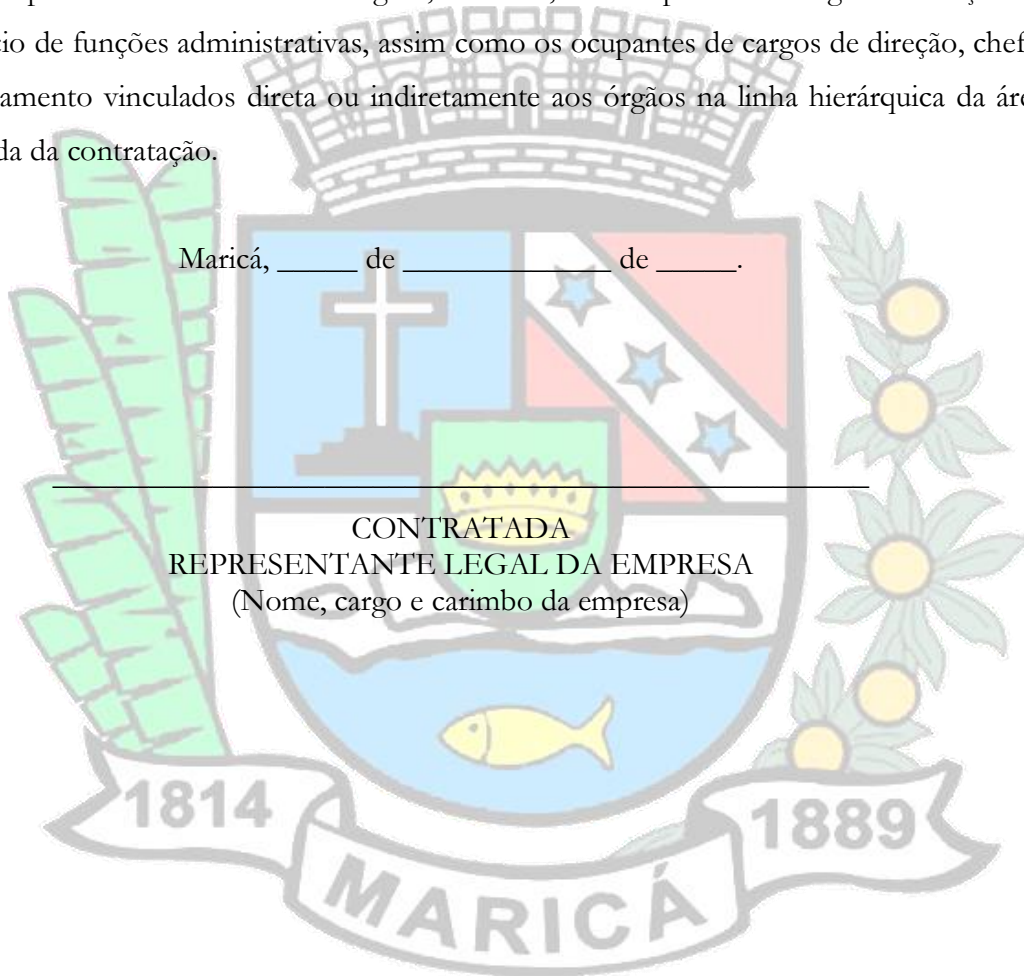 cio de funções administrativas, assim como os ocupantes de cargos de direção, chef
amento vinculados direta ou indiretamente aos órgãos na linha hierárquica da áre
da da contratação.
Maricá, _____ de _____________ de _____.
CONTRATADA
REPRESENTANTE LEGAL DA EMPRESA
(Nome, cargo e carimbo da empresa)
1814
1889
MARICÁ